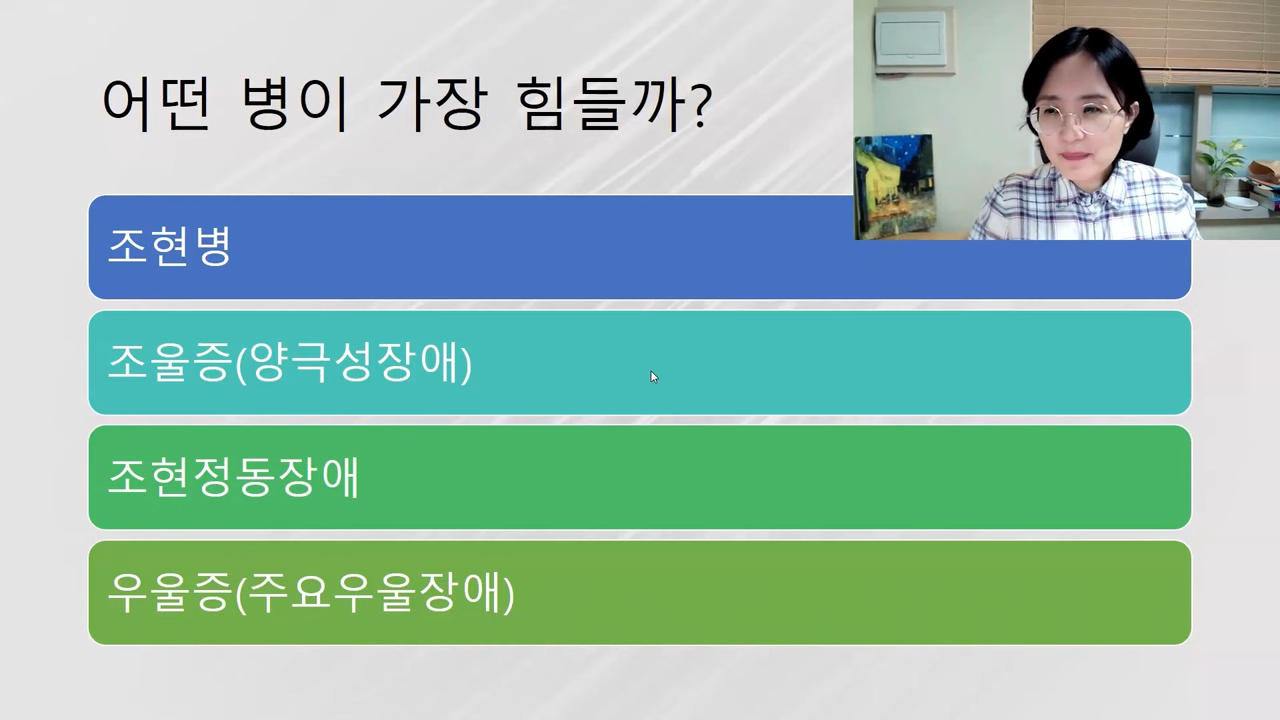 어떤 병이 가장 힘들까?
조현병
조울증(양극성장애)
조현정동장애
우울증(주요우울장애)